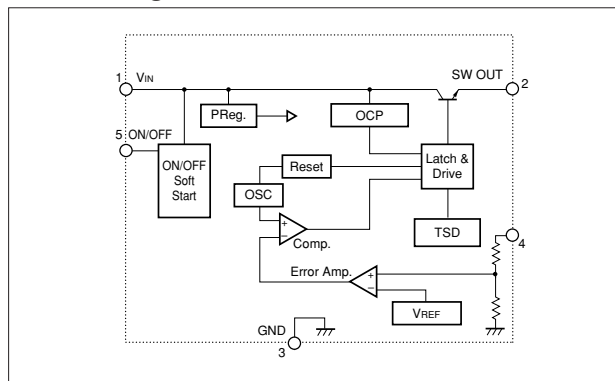 1 VIN
SW OUT 2
PReg.
OCP
5 ON/OFF
ON/OFF
Soft
Start
Reset
Latch &
Drive
OSC
+
−
Comp.
TSD
4
Error Amp.
+
−
VREF
GND
3